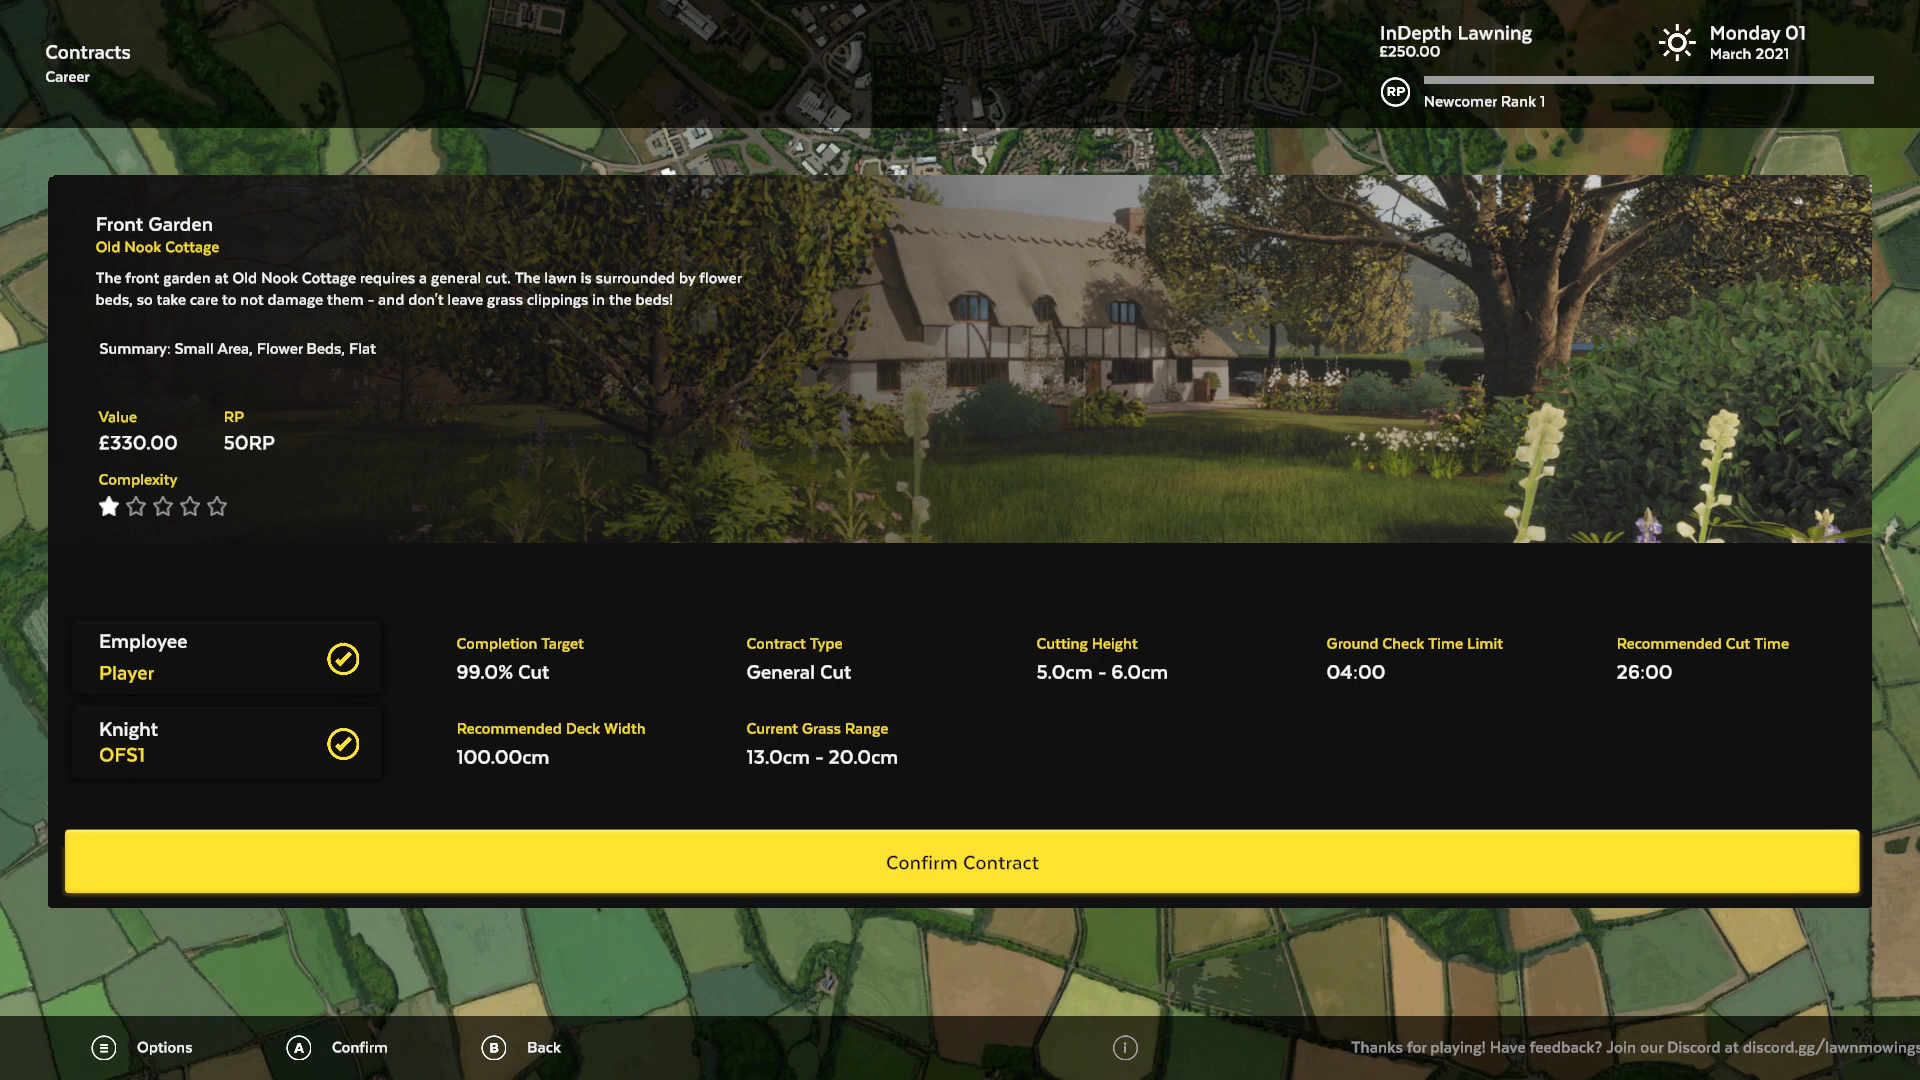 Contracts
Career
InDepth Lawning
£250.00
Monday 01
March 2021
RP
Newcomer Rank 1
Front Garden
Old Nook Cottage
The front garden at Old Nook Cottage requires a general cut. The lawn is surrounded by flower
beds, so take care to not damage them - and don't leave grass clippings in the beds!
Summary: Small Area, Flower Beds, Flat
Value RP
£330.00 50RP
Complexity
Employee
Player
Knight
OFS1
Completion Target
99.0% Cut
Contract Type
General Cut
Cutting Height
5.0cm - 6.0cm
Ground Check Time Limit
04:00
Recommended Cut Time
26:00
Recommended Deck Width
100.00cm
Current Grass Range
13.0cm - 20.0cm
Confirm Contract
Options A Confirm B Back i Thanks for playing! Have feedback? Join our Discord at discord.gg/lawnmowings